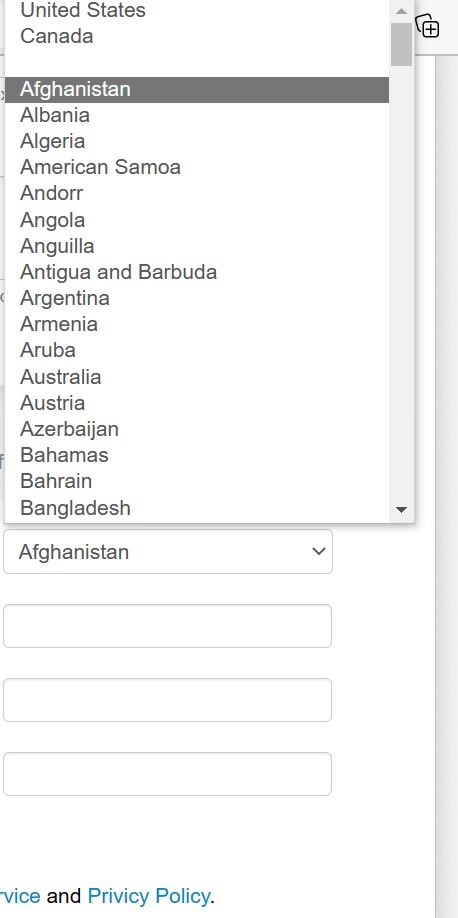 United States
Canada
Afghanistan
Albania
Algeria
American Samoa
Andorr
Angola
Anguilla
Antigua and Barbuda
Argentina
Armenia
Aruba
Australia
Austria
Azerbaijan
Bahamas
Bahrain
Bangladesh
Afghanistan
rvice and Privicy Policy.